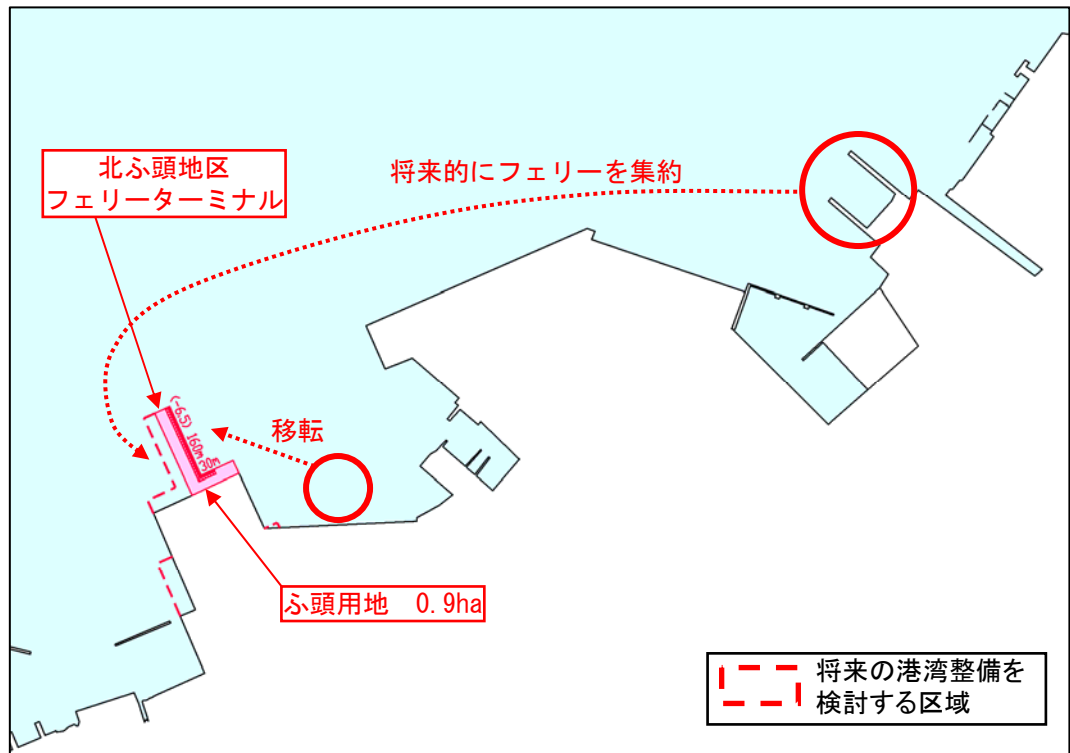 北ふ頭地区
フェリーターミナル
将来的にフェリーを集約
(-6.5) 160m
30m
移転
ふ頭用地　0.9ha
将来の港湾整備を
検討する区域